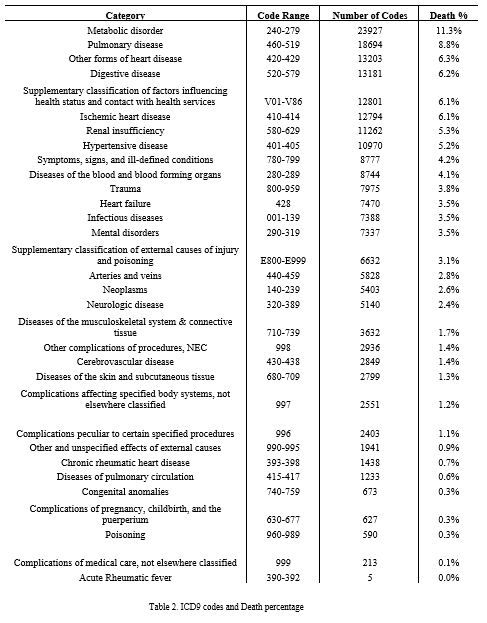 Category Code Range Number of Codes Death %
Metabolic disorder 240-279 23927 11.3%
Pulmonary disease 460-519 18694 8.8%
Other forms of heart disease 420-429 13203 6.3%
Digestive disease 520-579 13181 6.2%
Supplementary classification of factors influencing
health status and contact with health services V01-V86 12801 6.1%
Ischemic heart disease 410-414 12794 6.1%
Renal insufficiency 580-629 11262 5.3%
Hypertensive disease 401-405 10970 5.2%
Symptoms, signs, and ill-defined conditions 780-799 8777 4.2%
Diseases of the blood and blood forming organs 280-289 8744 4.1%
Trauma 800-959 7975 3.8%
Heart failure 428 7470 3.5%
Infectious diseases 001-139 7388 3.5%
Mental disorders 290-319 7337 3.5%
Supplementary classification of external causes of injury
and poisoning E800-E999 6632 3.1%
Arteries and veins 440-459 5828 2.8%
Neoplasms 140-239 5403 2.6%
Neurologic disease 320-389 5140 2.4%
Diseases of the musculoskeletal system & connective
tissue 710-739 3632 1.7%
Other complications of procedures, NEC 998 2936 1.4%
Cerebrovascular disease 430-438 2849 1.4%
Diseases of the skin and subcutaneous tissue 680-709 2799 1.3%
Complications affecting specified body systems, not
elsewhere classified 997 2551 1.2%
Complications peculiar to certain specified procedures 996 2403 1.1%
Other and unspecified effects of external causes 990-995 1941 0.9%
Chronic rheumatic heart disease 393-398 1438 0.7%
Diseases of pulmonary circulation 415-417 1233 0.6%
Congenital anomalies 740-759 673 0.3%
Complications of pregnancy, childbirth, and the
puerperium 630-677 627 0.3%
Poisoning 960-989 590 0.3%
Complications of medical care, not elsewhere classified 999 213 0.1%
Acute Rheumatic fever 390-392 5 0.0%
Table 2. ICD9 codes and Death percentage